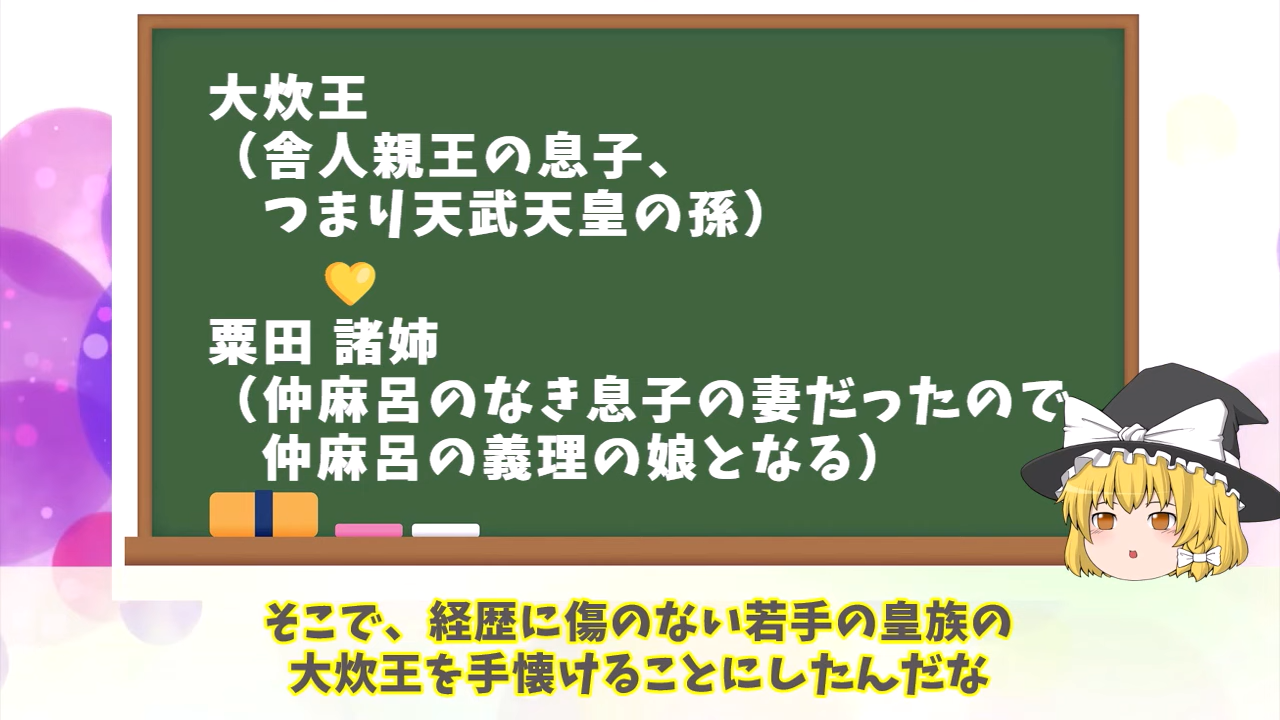 大炊王
（舎人親王の息子、
つまり天武天皇の孫）
粟田 諸姉
（仲麻呂のなき息子の妻だったので
仲麻呂の義理の娘となる）
そこで、経歴に傷のない若手の皇族の
大炊王を手懐けることにしたんだな